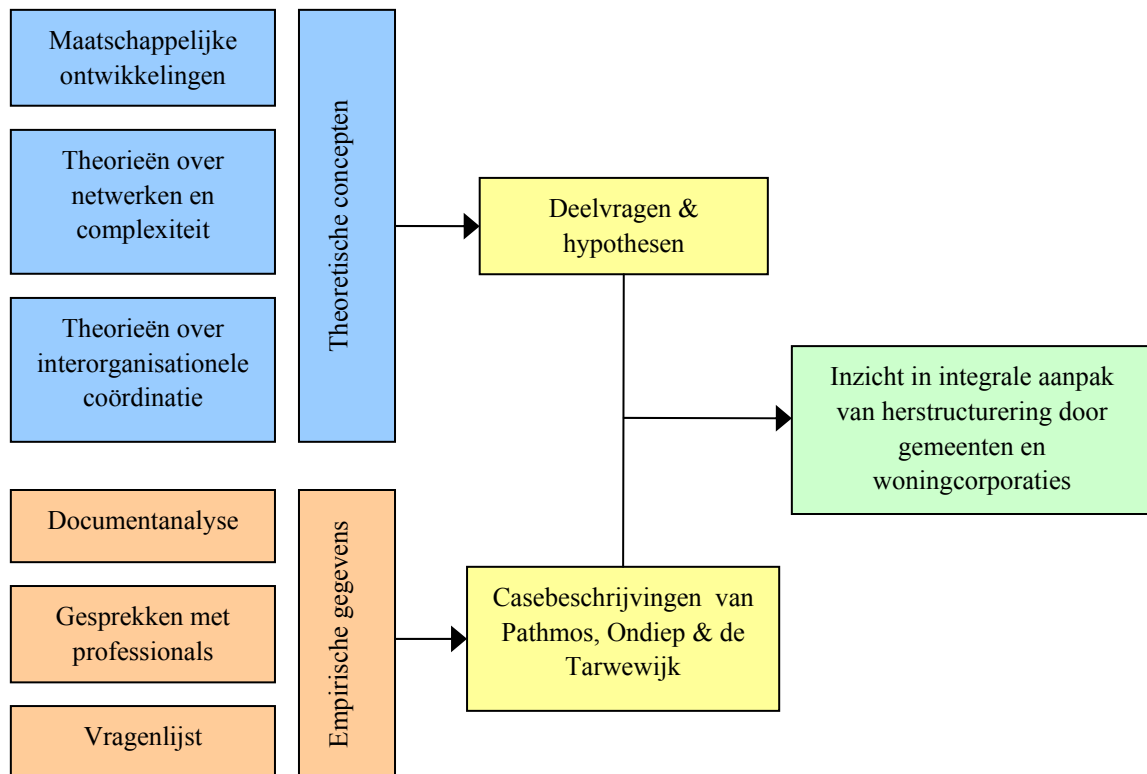 Maatschappelijke
ontwikkelingen
Theorieën over
netwerken en
complexiteit
Theorieën over
interorganisationele
coördinatie
Theoretische concepten
Deelvragen &
hypothesen
Inzicht in integrale aanpak
van herstructurering door
gemeenten en
woningcorporaties
Documentanalyse
Gesprekken met
professionals
Vragenlijst
Empirische gegevens
Casebeschrijvingen van
Pathmos, Ondiep & de
Tarwewijk